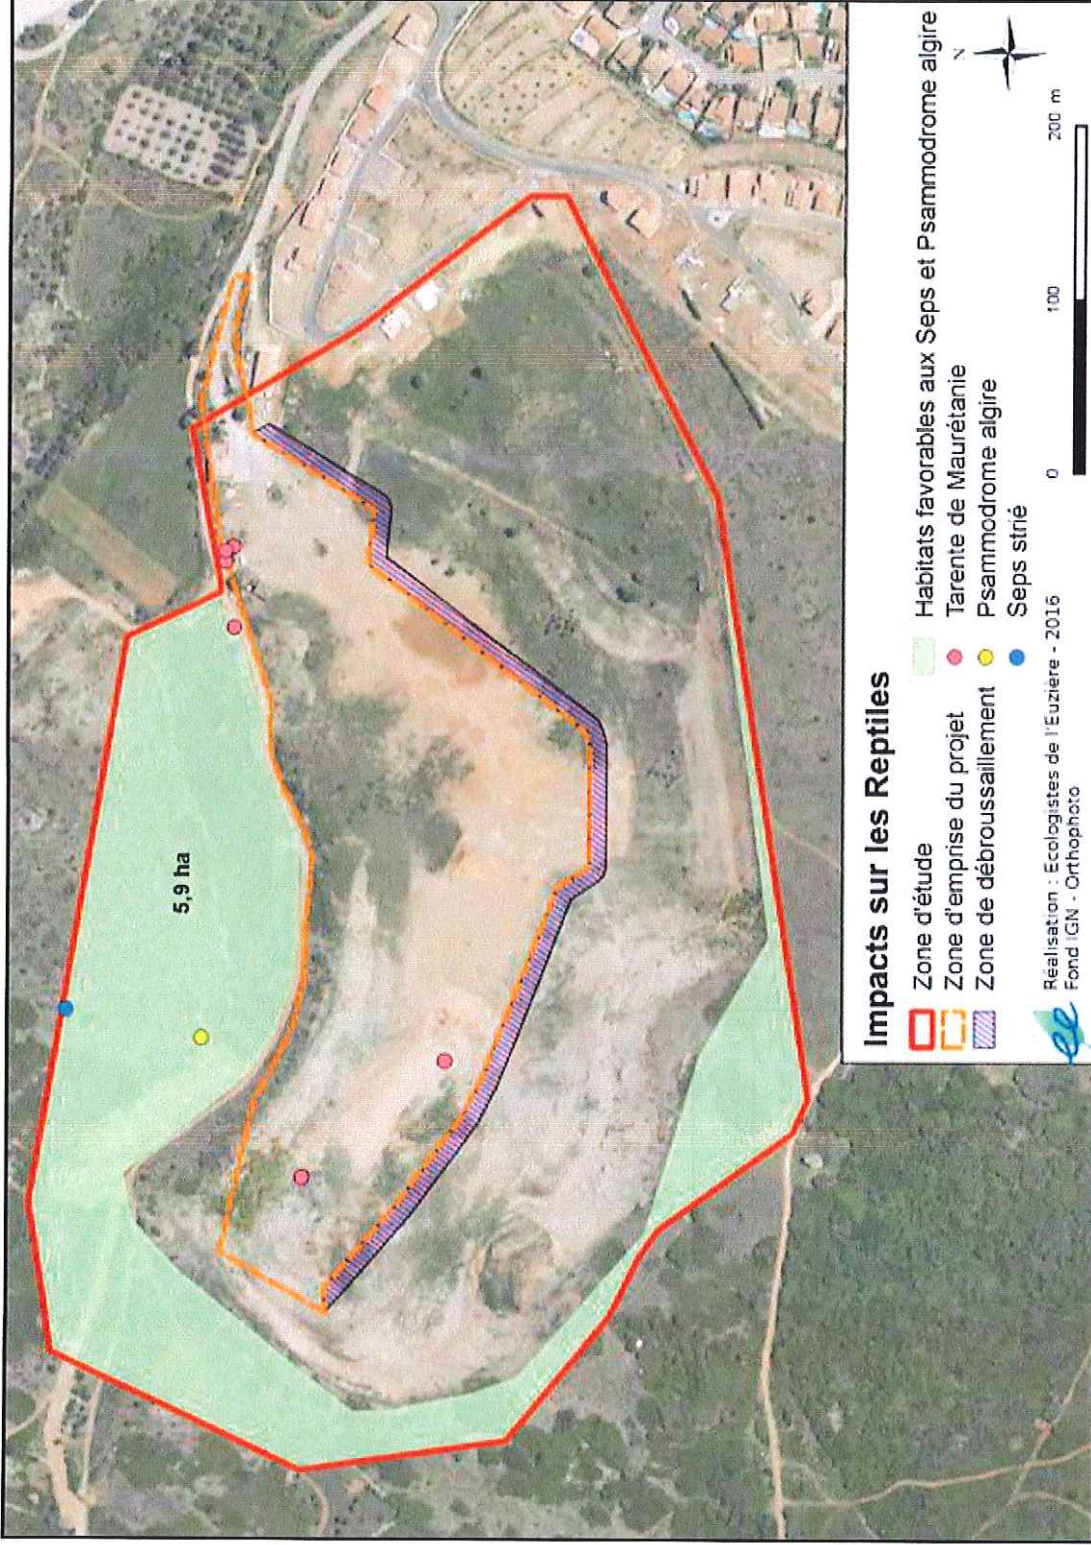 5,9 ha
Impacts sur les Reptiles
Zone d'étude
Zone d'emprise du projet
Zone de débroussaillement
Habitats favorables aux Seps et Psammodrome algire
Tarente de Maurétanie
Psammodrome algire
Seps strié
N
0 100 200 m
Réalisation : Ecologistes de l'Euzière - 2016
Fond IGN - Orthophoto